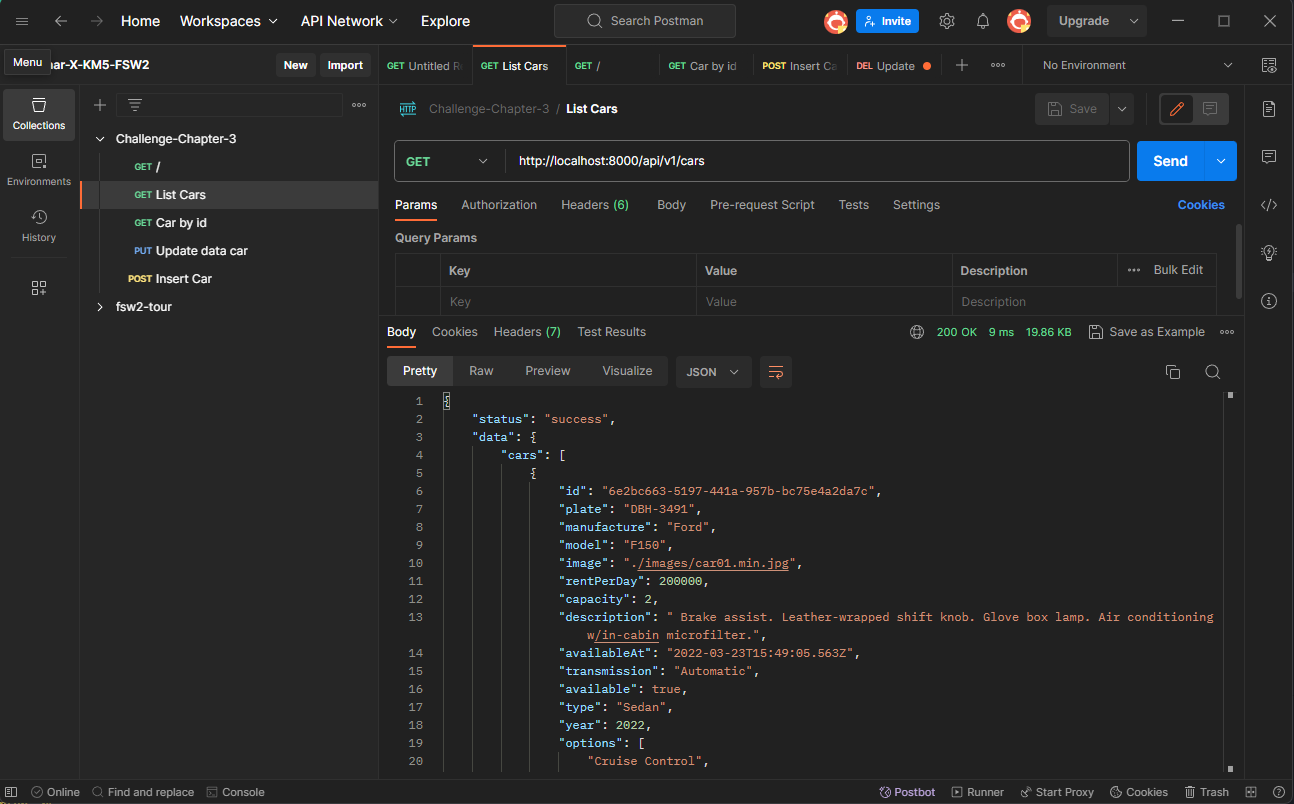 Home Workspaces API Network Explore Search Postman Invite Upgrade
Menu
ar-X-KM5-FSW2 New Import
GET Untitled R GET List Cars GET / GET Car by id POST Insert Ca DEL Update No Environment
Collections
Environments
History
Challenge-Chapter-3
GET /
GET List Cars
GET Car by id
PUT Update data car
POST Insert Car
fsw2-tour
HTTP Challenge-Chapter-3 / List Cars Save
GET http://localhost:8000/api/v1/cars Send
Params Authorization Headers (6) Body Pre-request Script Tests Settings Cookies
Query Params
Key Value Description Bulk Edit
Key Value Description
Body Cookies Headers (7) Test Results 200 OK 9 ms 19.86 KB Save as Example
Pretty Raw Preview Visualize JSON
1 {
2 "status": "success",
3 "data": {
4 "cars": [
5 {
6 "id": "6e2bc663-5197-441a-957b-bc75e4a2da7c",
7 "plate": "DBH-3491",
8 "manufacture": "Ford",
9 "model": "F150",
10 "image": "./images/car01.min.jpg",
11 "rentPerDay": 200000,
12 "capacity": 2,
13 "description": " Brake assist. Leather-wrapped shift knob. Glove box lamp. Air conditioning
w/in-cabin microfilter.",
14 "availableAt": "2022-03-23T15:49:05.563Z",
15 "transmission": "Automatic",
16 "available": true,
17 "type": "Sedan",
18 "year": 2022,
19 "options": [
20 "Cruise Control",
Online Find and replace Console Postbot Runner Start Proxy Cookies Trash